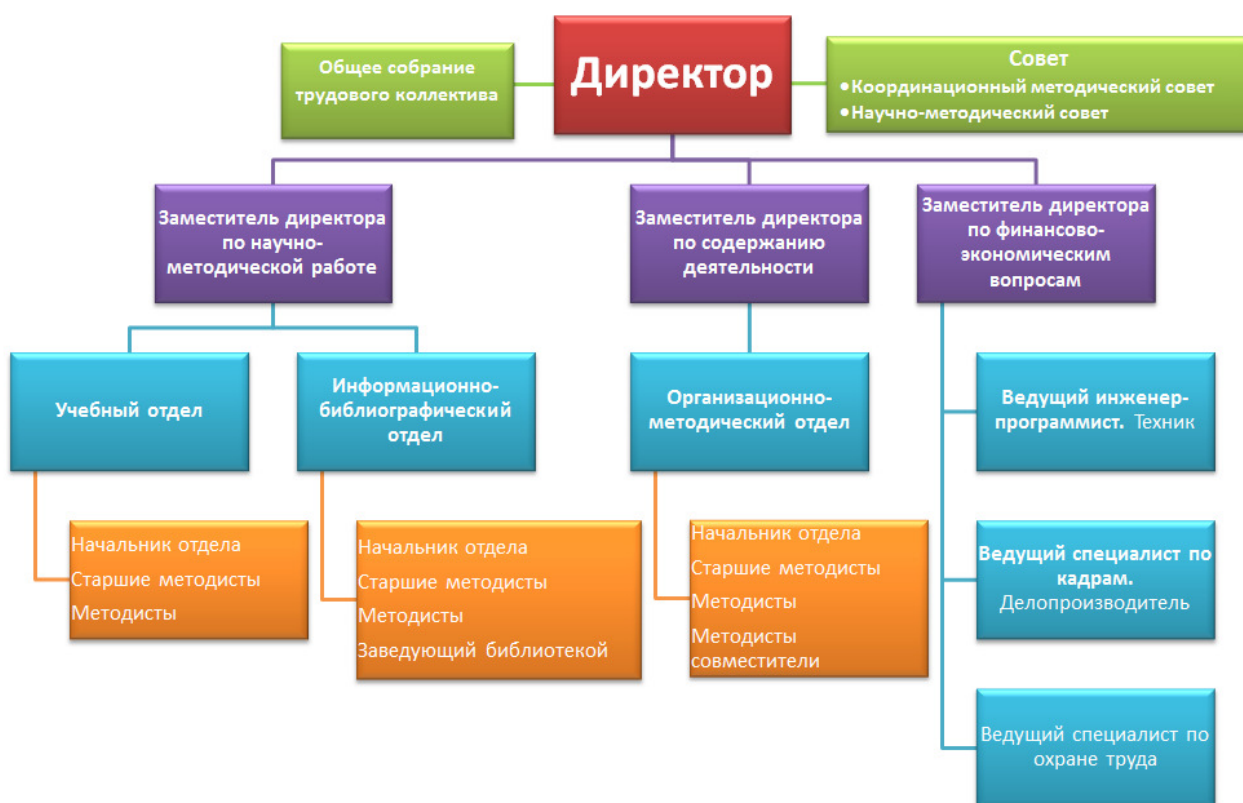 Общее собрание
трудового коллектива
Директор
Совет
•Координационный методический совет
•Научно-методический совет
Заместитель директора
по научно-
методической работе
Заместитель директора
по содержанию
деятельности
Заместитель директора
по финансово-
экономическим
вопросам
Учебный отдел
Информационно-
библиографический
отдел
Организационно-
методический отдел
Ведущий инженер-
программист. Техник
Начальник отдела
Старшие методисты
Методисты
Начальник отдела
Старшие методисты
Методисты
Заведующий библиотекой
Начальник отдела
Старшие методисты
Методисты
Методисты
совместители
Ведущий специалист по
кадрам.
Делопроизводитель
Ведущий специалист по
охране труда